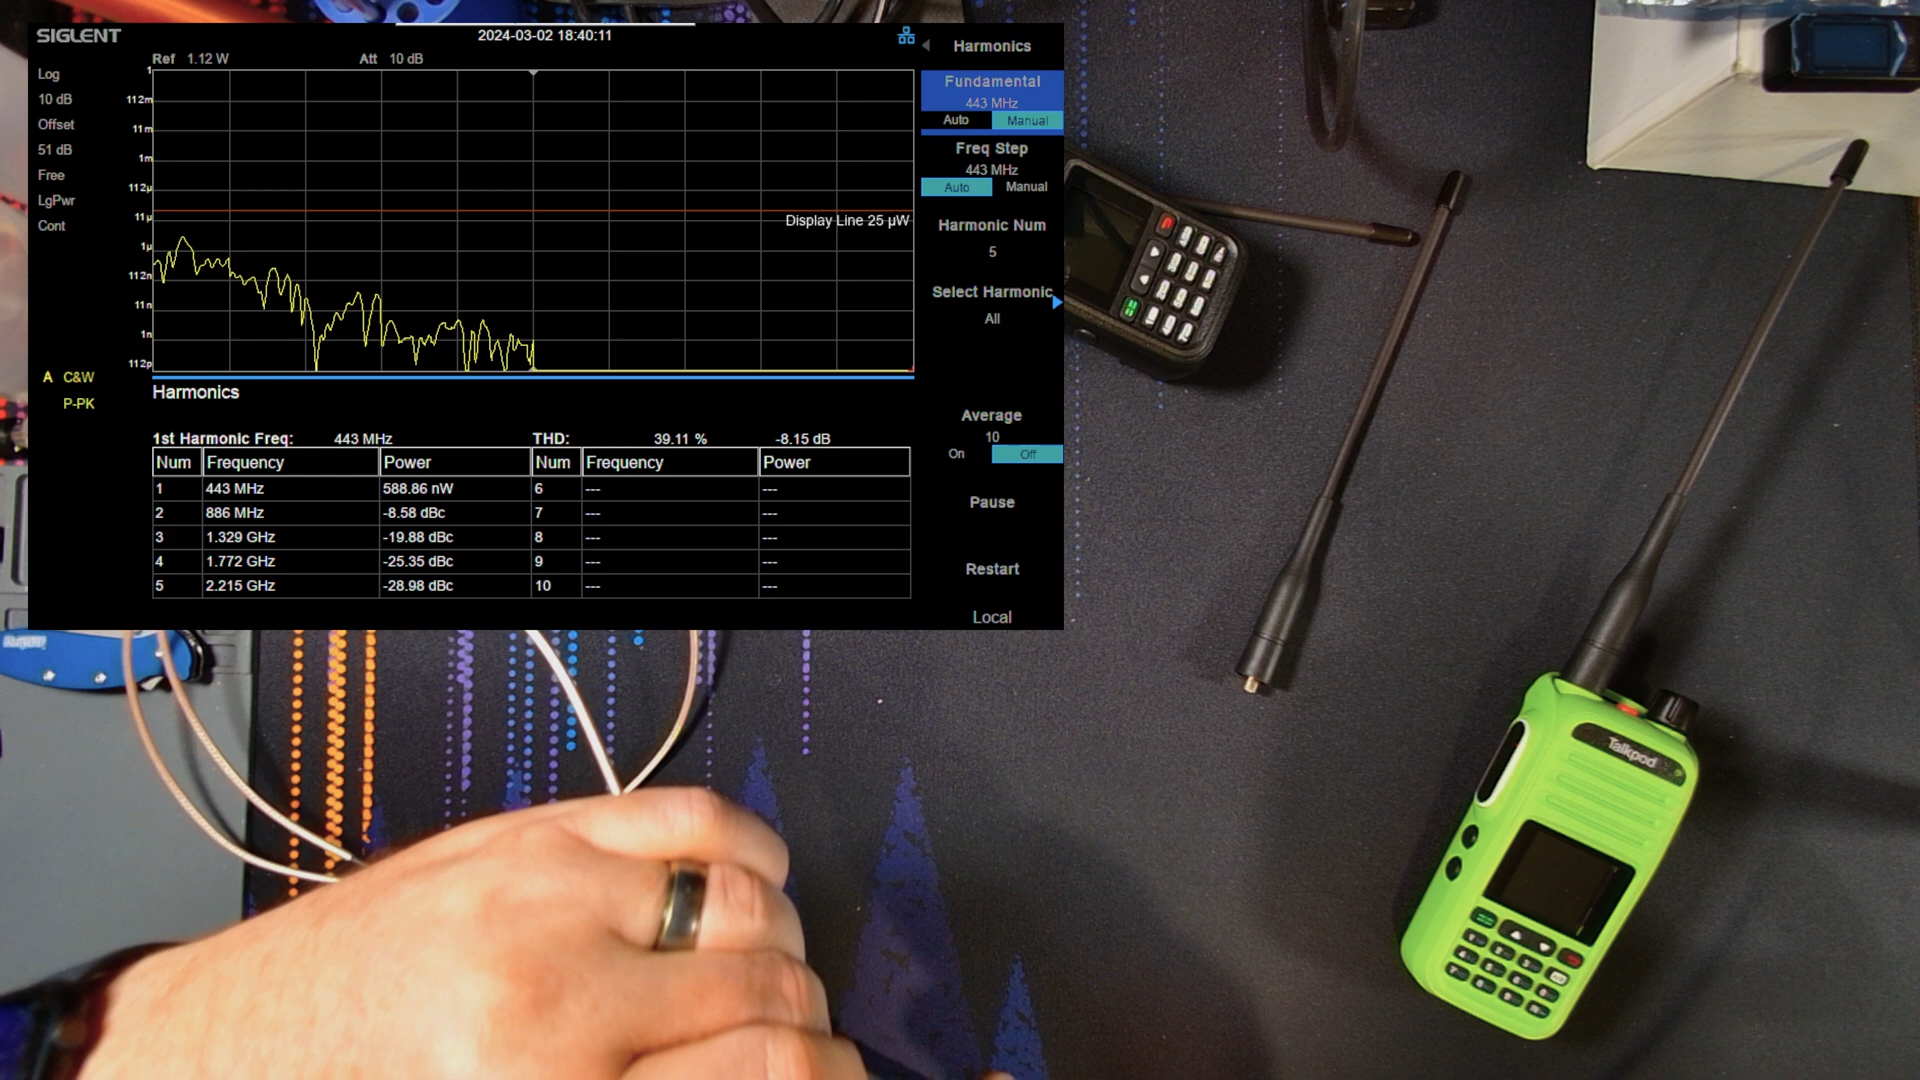 SIGLENT
2024-03-02 18:40:11
Harmonics
Ref 1.12 W
Att 10 dB
Log
10 dB
Offset
51 dB
Free
LgPwr
Cont
1
112m
11m
1m
112µ
11µ
1µ
112n
11n
1n
112p
Display Line 25 µW
A C&W
P-PK
Fundamental
443 MHz
Auto Manual
Freq Step
443 MHz
Auto Manual
Harmonic Num
5
Select Harmonic
All
Average
10
On Off
Pause
Restart
Local
Harmonics
1st Harmonic Freq: 443 MHz THD: 39.11 % -8.15 dB
Num Frequency Power Num Frequency Power
1 443 MHz 588.86 nW 6 --- ---
2 886 MHz -8.58 dBc 7 --- ---
3 1.329 GHz -19.88 dBc 8 --- ---
4 1.772 GHz -25.35 dBc 9 --- ---
5 2.215 GHz -28.98 dBc 10 --- ---
Talkpod